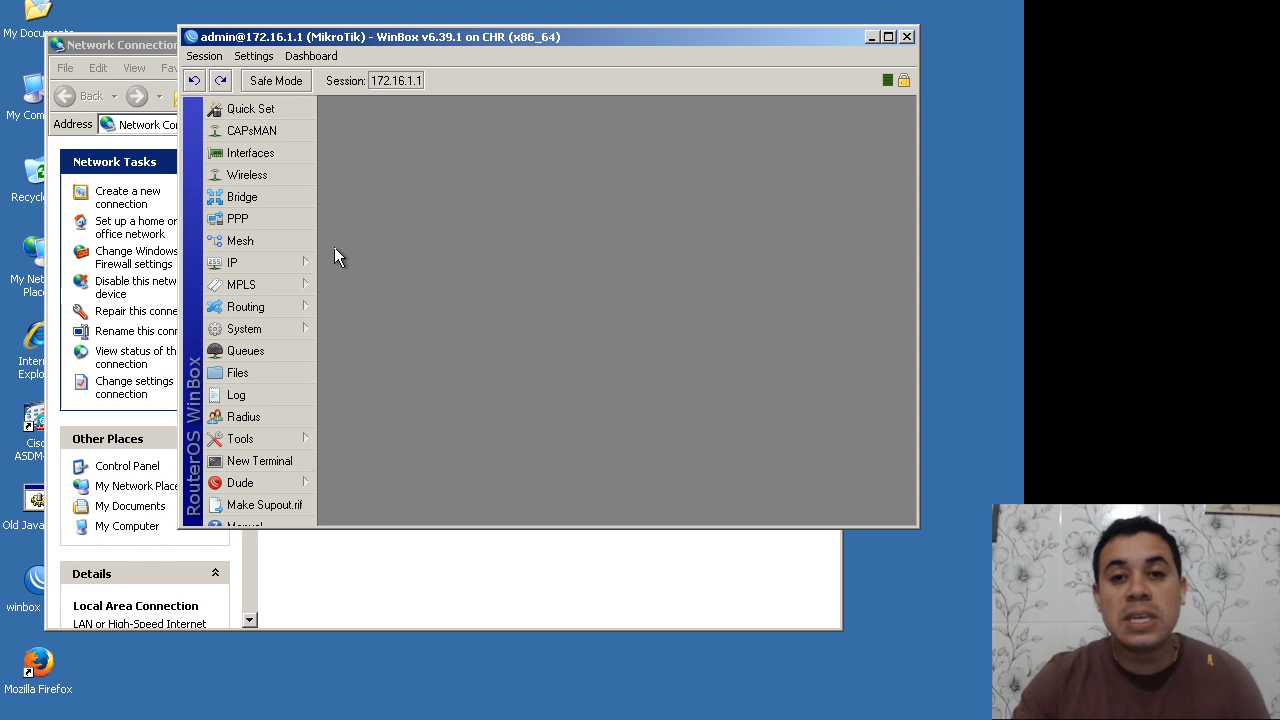 My Docum
My Com
Recycl
My Net
Plac
Intern
Explo
Cisc
ASDM-
Old Java
winbox
Mozilla Firefox
Network Connection
File Edit View Fav
Back
Address Network Co
Network Tasks
Create a new
connection
Set up a home or
office network
Change Windows
Firewall settings
Disable this netw
device
Repair this conne
Rename this conn
View status of th
connection
Change settings
connection
Other Places
Control Panel
My Network Place
My Documents
My Computer
Details
Local Area Connection
LAN or High-Speed Internet
admin@172.16.1.1 (MikroTik) - WinBox v6.39.1 on CHR (x86_64)
Session Settings Dashboard
Safe Mode Session: 172.16.1.1
RouterOS WinBox
Quick Set
CAPsMAN
Interfaces
Wireless
Bridge
PPP
Mesh
IP
MPLS
Routing
System
Queues
Files
Log
Radius
Tools
New Terminal
Dude
Make Supout.rif
Manual